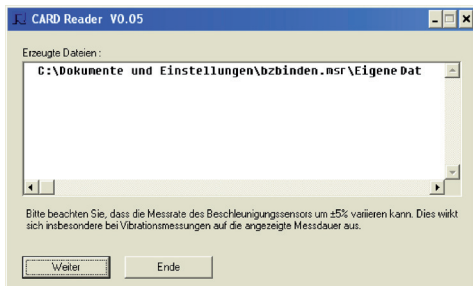 CARD Reader V0.05
Erzeugte Dateien :
C:\Dokumente und Einstellungen\bzbinden.msr\Eigene Dat
Bitte beachten Sie, dass die Messrate des Beschleunigungssensors um ±5% variieren kann. Dies wirkt
sich insbesondere bei Vibrationsmessungen auf die angezeigte Messdauer aus.
Weiter
Ende